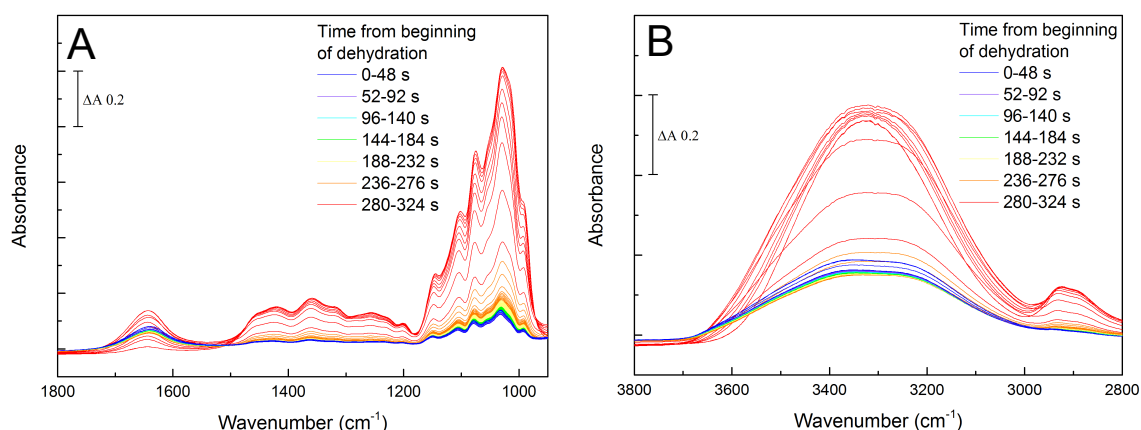 A
Time from beginning
of dehydration
0-48 s
52-92 s
96-140 s
144-184 s
188-232 s
236-276 s
280-324 s
ΔA 0.2
Absorbance
1800 1600 1400 1200 1000
Wavenumber (cm⁻¹)
B
Time from beginning
of dehydration
0-48 s
52-92 s
96-140 s
144-184 s
188-232 s
236-276 s
280-324 s
ΔA 0.2
Absorbance
3800 3600 3400 3200 3000 2800
Wavenumber (cm⁻¹)